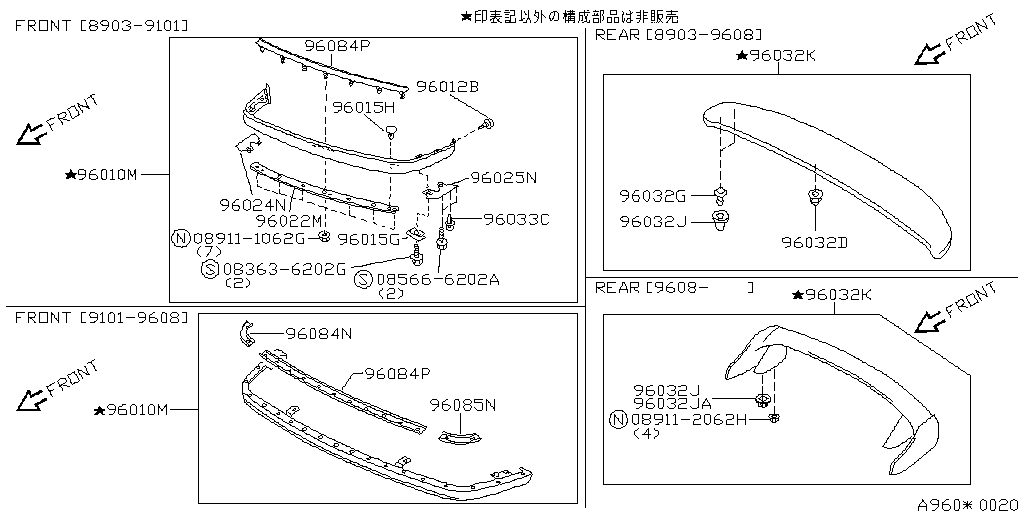 ★印表記以外の構成部品は非販売
FRONT [8903-9101]
FRONT
96084P
96015H
96012B
★96010M
96024N
96022M
96025N
96033C
N 08911-1062G
(7)
96015G
S 08363-6202G
(2)
S 08566-6202A
(2)
REAR [8903-9608]
FRONT
★96032K
96032G
96032J
96032D
FRONT [9101-9608]
FRONT
96084N
96084P
96085N
★96010M
REAR [9608- ]
FRONT
★96032K
96032J
96032JA
N 08911-2062H
(4)
A960* 0020